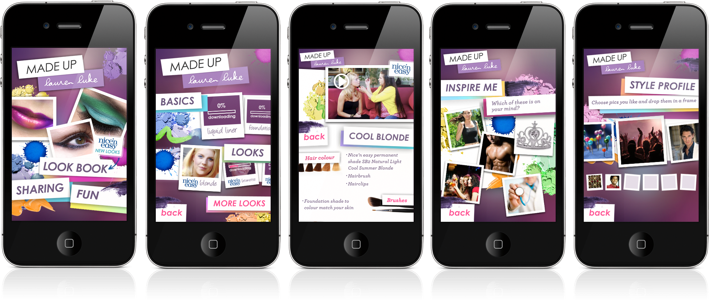 MADE UP
lauren luke
nice'n
easy
NEW LOOKS
LOOK BOOK
SHARING
FUN
MADE UP
lauren luke
BASICS
0%
downloading
0%
downloading
liquid liner
nice'n
easy
blonde
LOOKS
MORE LOOKS
back
MADE UP
lauren luke
nice'n
easy
back
COOL BLONDE
Hair colour
• Nice'n easy permanent
shade
Natural Light
Cool Summer Blonde
• Hairbrush
• Hairclips
• Foundation shade to
colour match your skin
Brushes
MADE UP
lauren luke
INSPIRE ME
Which of these is on
your mind?
back
MADE UP
lauren luke
STYLE PROFILE
Choose pics you like and drop them in a frame
back